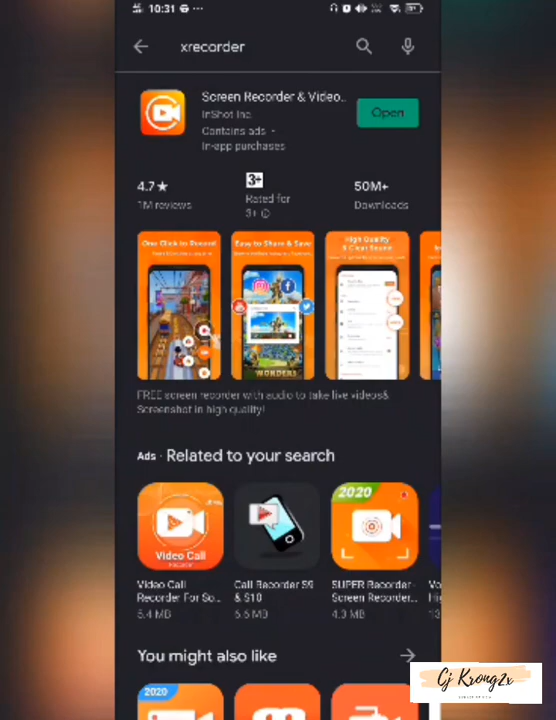 10:31
xrecorder
Screen Recorder & Video..
InShot Inc.
Contains ads •
In-app purchases
Open
4.7★
1M reviews
3+
Rated for
3+
50M+
Downloads
One Click to Record
Easy to Share & Save
High Quality
& Clear Sound
WONDERS
FREE screen recorder with audio to take live videos&
Screenshot in high quality!
Ads · Related to your search
Video Call
2020
Video Call
Recorder For So...
5.4 MB
Call Recorder S9
& S10
6.6 MB
SUPER Recorder -
Screen Recorder...
4.0 MB
You might also like
2020
Cj Krong2x